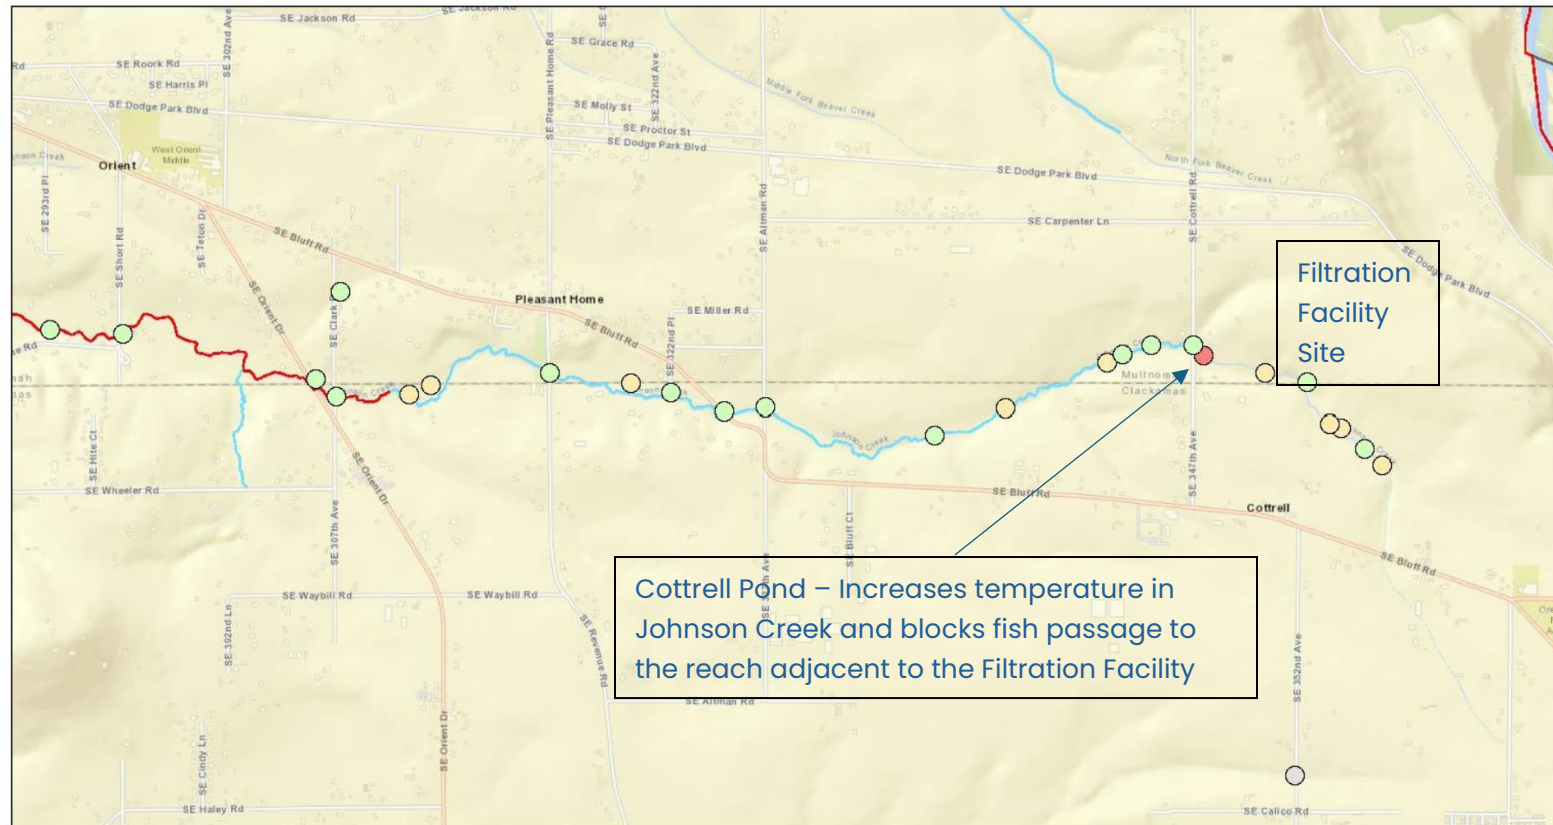 SE Jackson Rd
SE Jackson Rd
SE 302nd Ave
SE Pleasant Home Rd
SE Grace Rd
SE 322nd Ave
Rd
SE Roork Rd
SE Harris Pl
SE Dodge Park Blvd
SE Molly St
SE Proctor St
SE Dodge Park Blvd
Middle Fork Beaver Creek
North Fork Beaver Creek
SE Dodge Park Blvd
West Orient
Middle
Orient
SE 293rd Pl
SE Short Rd
SE Teton Dr
SE Bluff Rd
SE Altman Rd
SE Carpenter Ln
SE Cottrell Rd
SE Dodge Park Blvd
Filtration
Facility
Site
SE Orient Dr
SE Clark
Pleasant Home
SE Bluff Rd
SE Miller Rd
SE 322nd Pl
Multnom
Clackamas
Johnson Creek
SE Hite Ct
SE Wheeler Rd
SE Orient Dr
SE 307th Ave
SE Bluff Rd
SE 347th Ave
Cottrell
SE Bluff Rd
SE Bluff Ct
Cottrell Pond – Increases temperature in
Johnson Creek and blocks fish passage to
the reach adjacent to the Filtration Facility
SE Waybill Rd
SE Waybill Rd
SE 302nd Ln
SE Revenue Rd
SE 352nd Ave
SE Altman Rd
SE Cindy Ln
SE Orient Dr
SE Haley Rd
SE Calico Rd